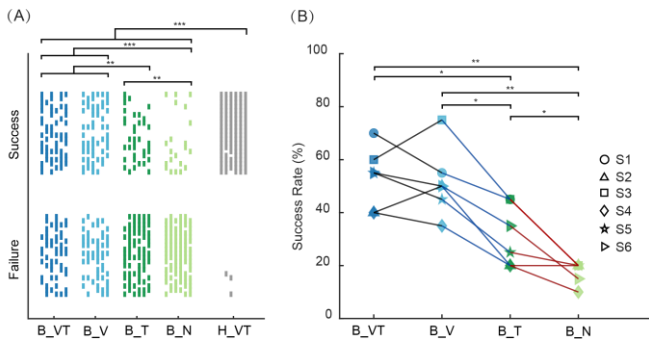 (A)
***
***
**
**
Success
Failure
B_VT B_V B_T B_N H_VT
(B)
100
80
60
40
20
0
Success Rate (%)
**
*
**
*
*
S1
S2
S3
S4
S5
S6
B_VT B_V B_T B_N